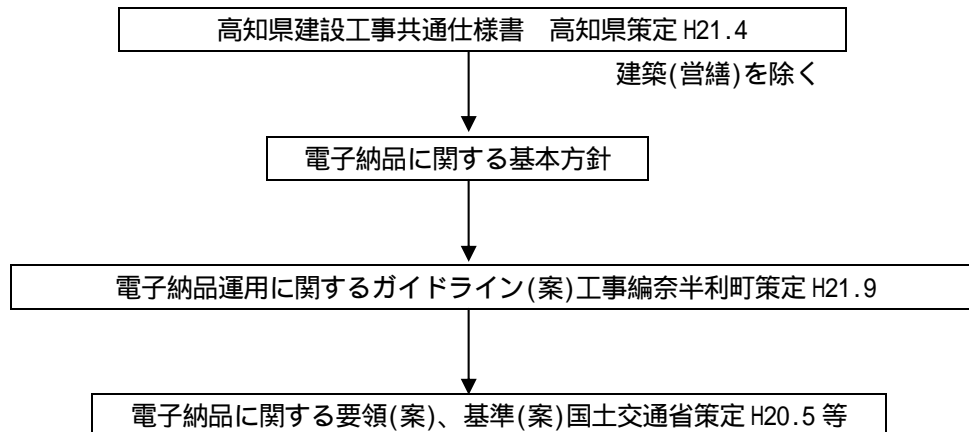 高知県建設工事共通仕様書　高知県策定 H21.4
建築(営繕)を除く
電子納品に関する基本方針
電子納品運用に関するガイドライン(案)工事編奈半利町策定 H21.9
電子納品に関する要領(案)、基準(案)国土交通省策定 H20.5 等